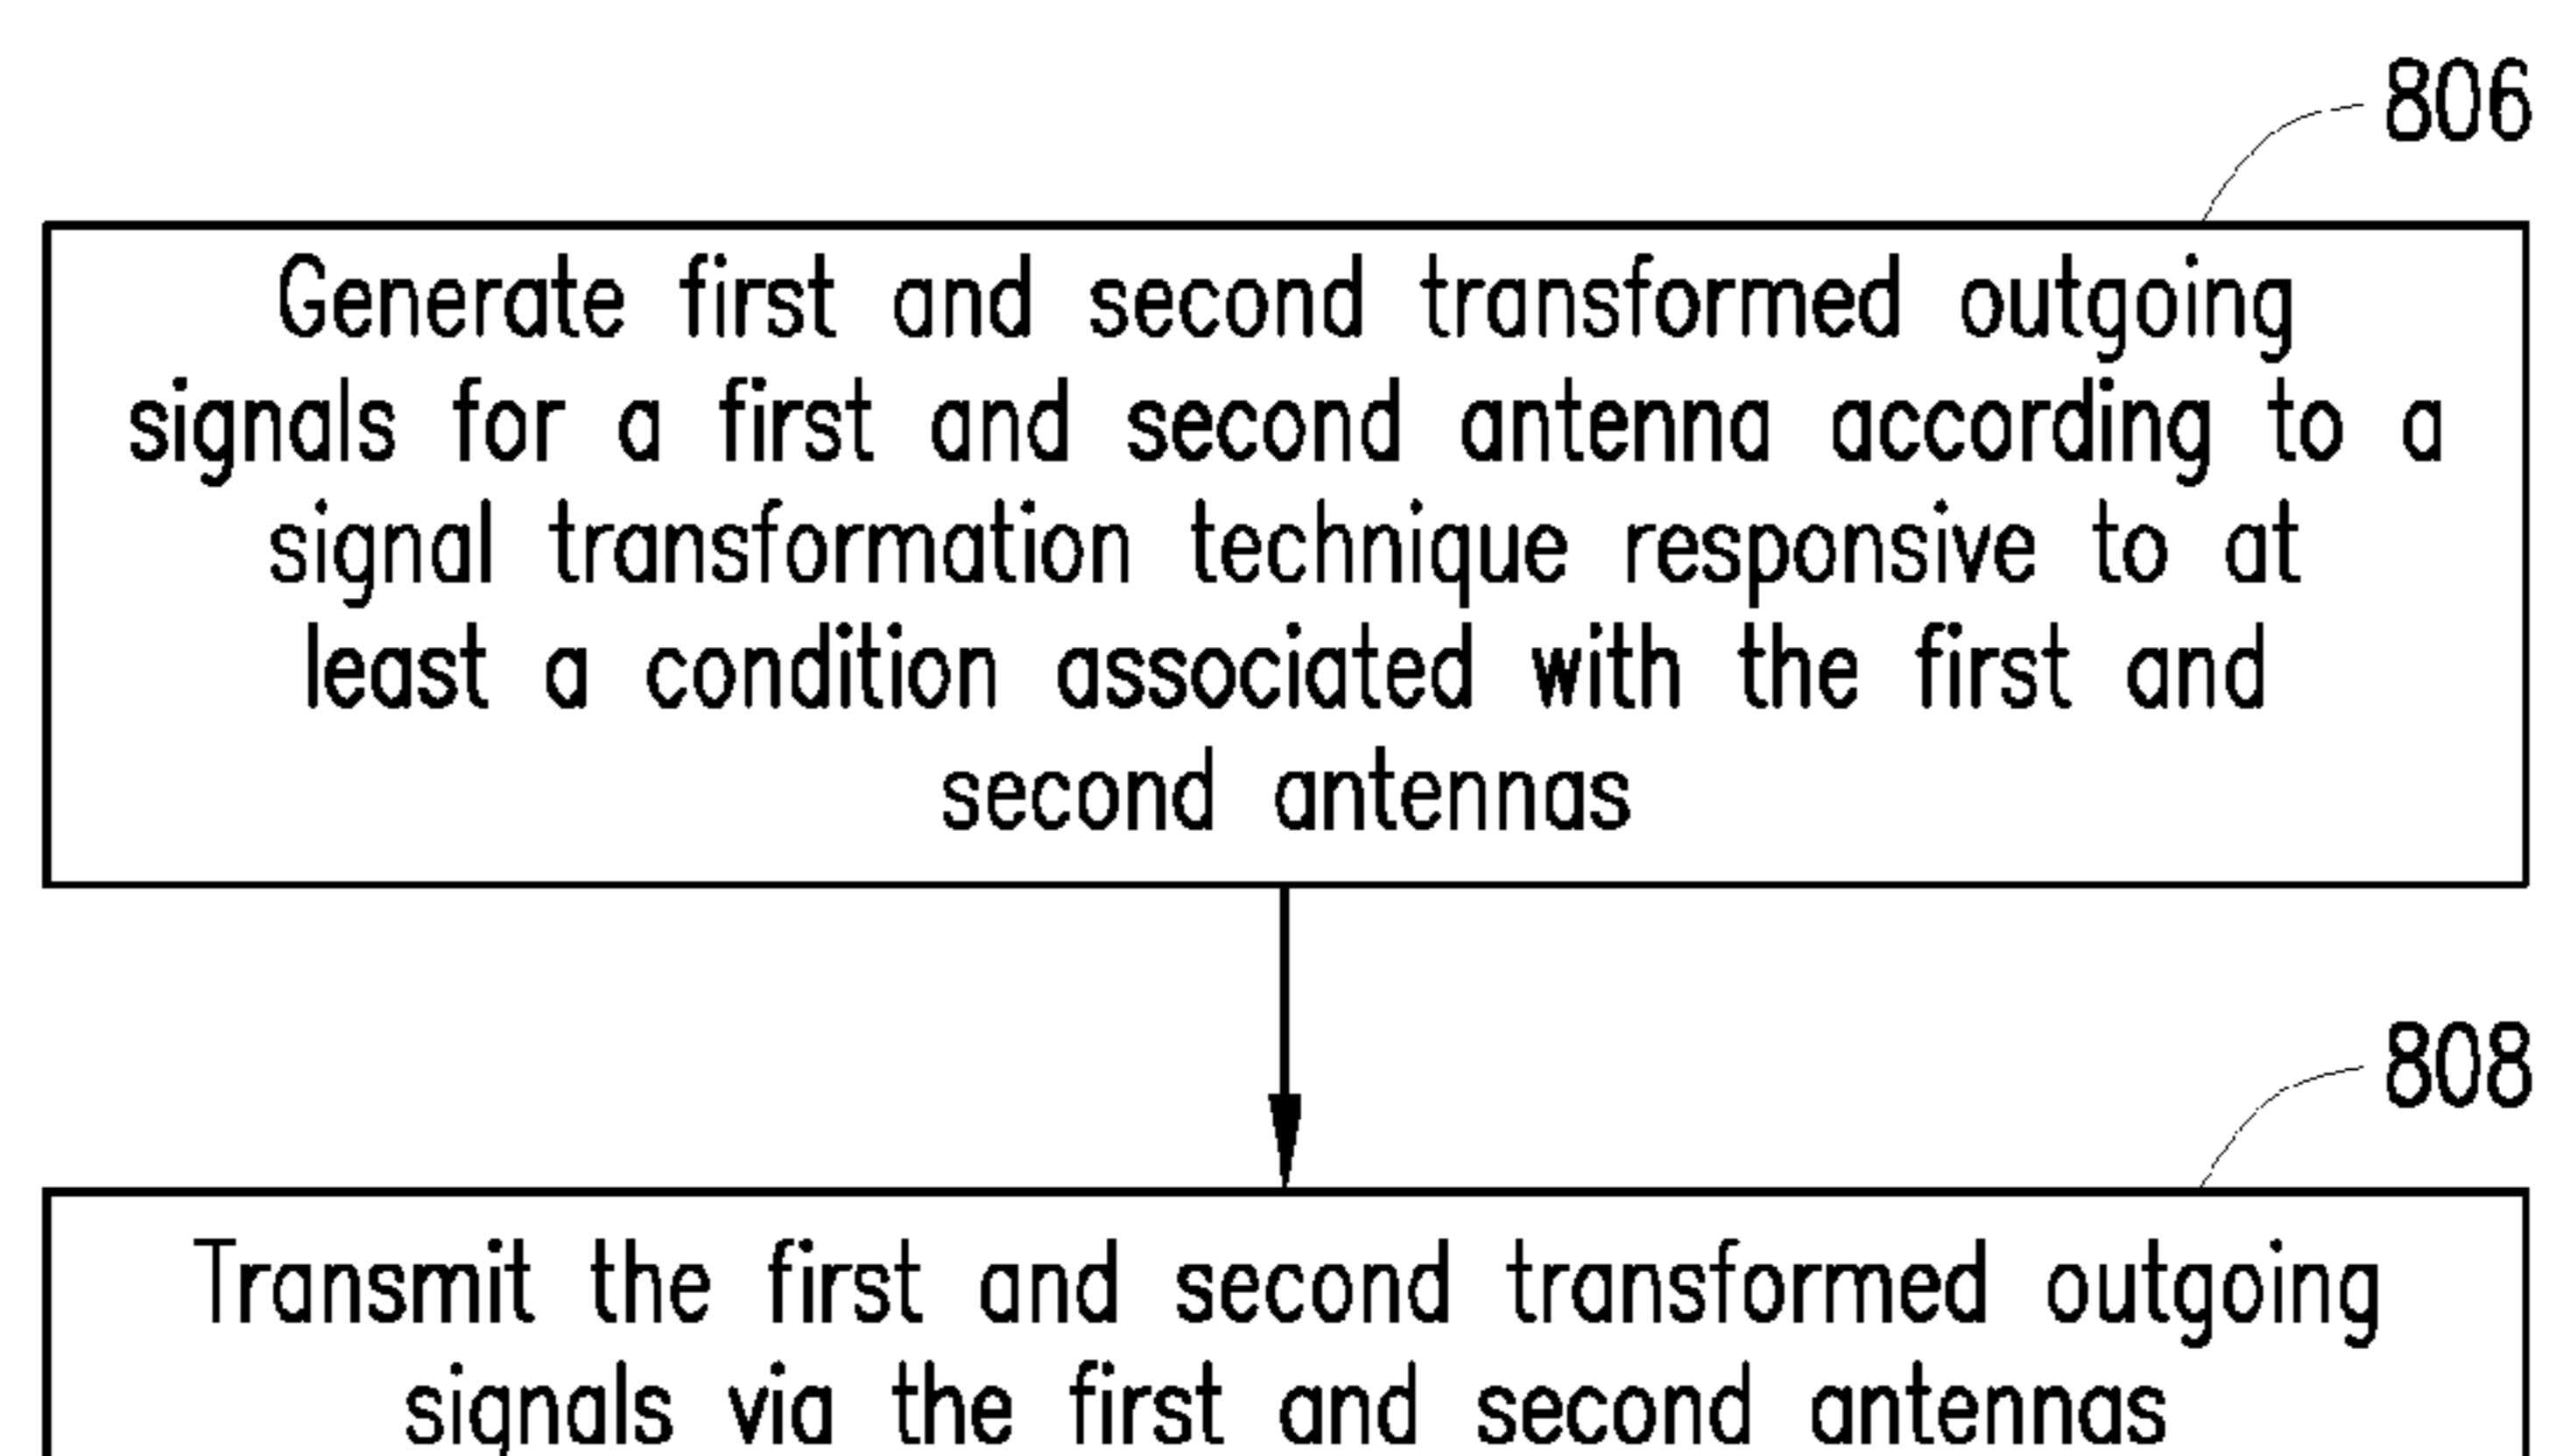 806
Generate first and second transformed outgoing
signals for a first and second antenna according to a
signal transformation technique responsive to at
least a condition associated with the first and
second antennas
808
Transmit the first and second transformed outgoing
signals via the first and second antennas